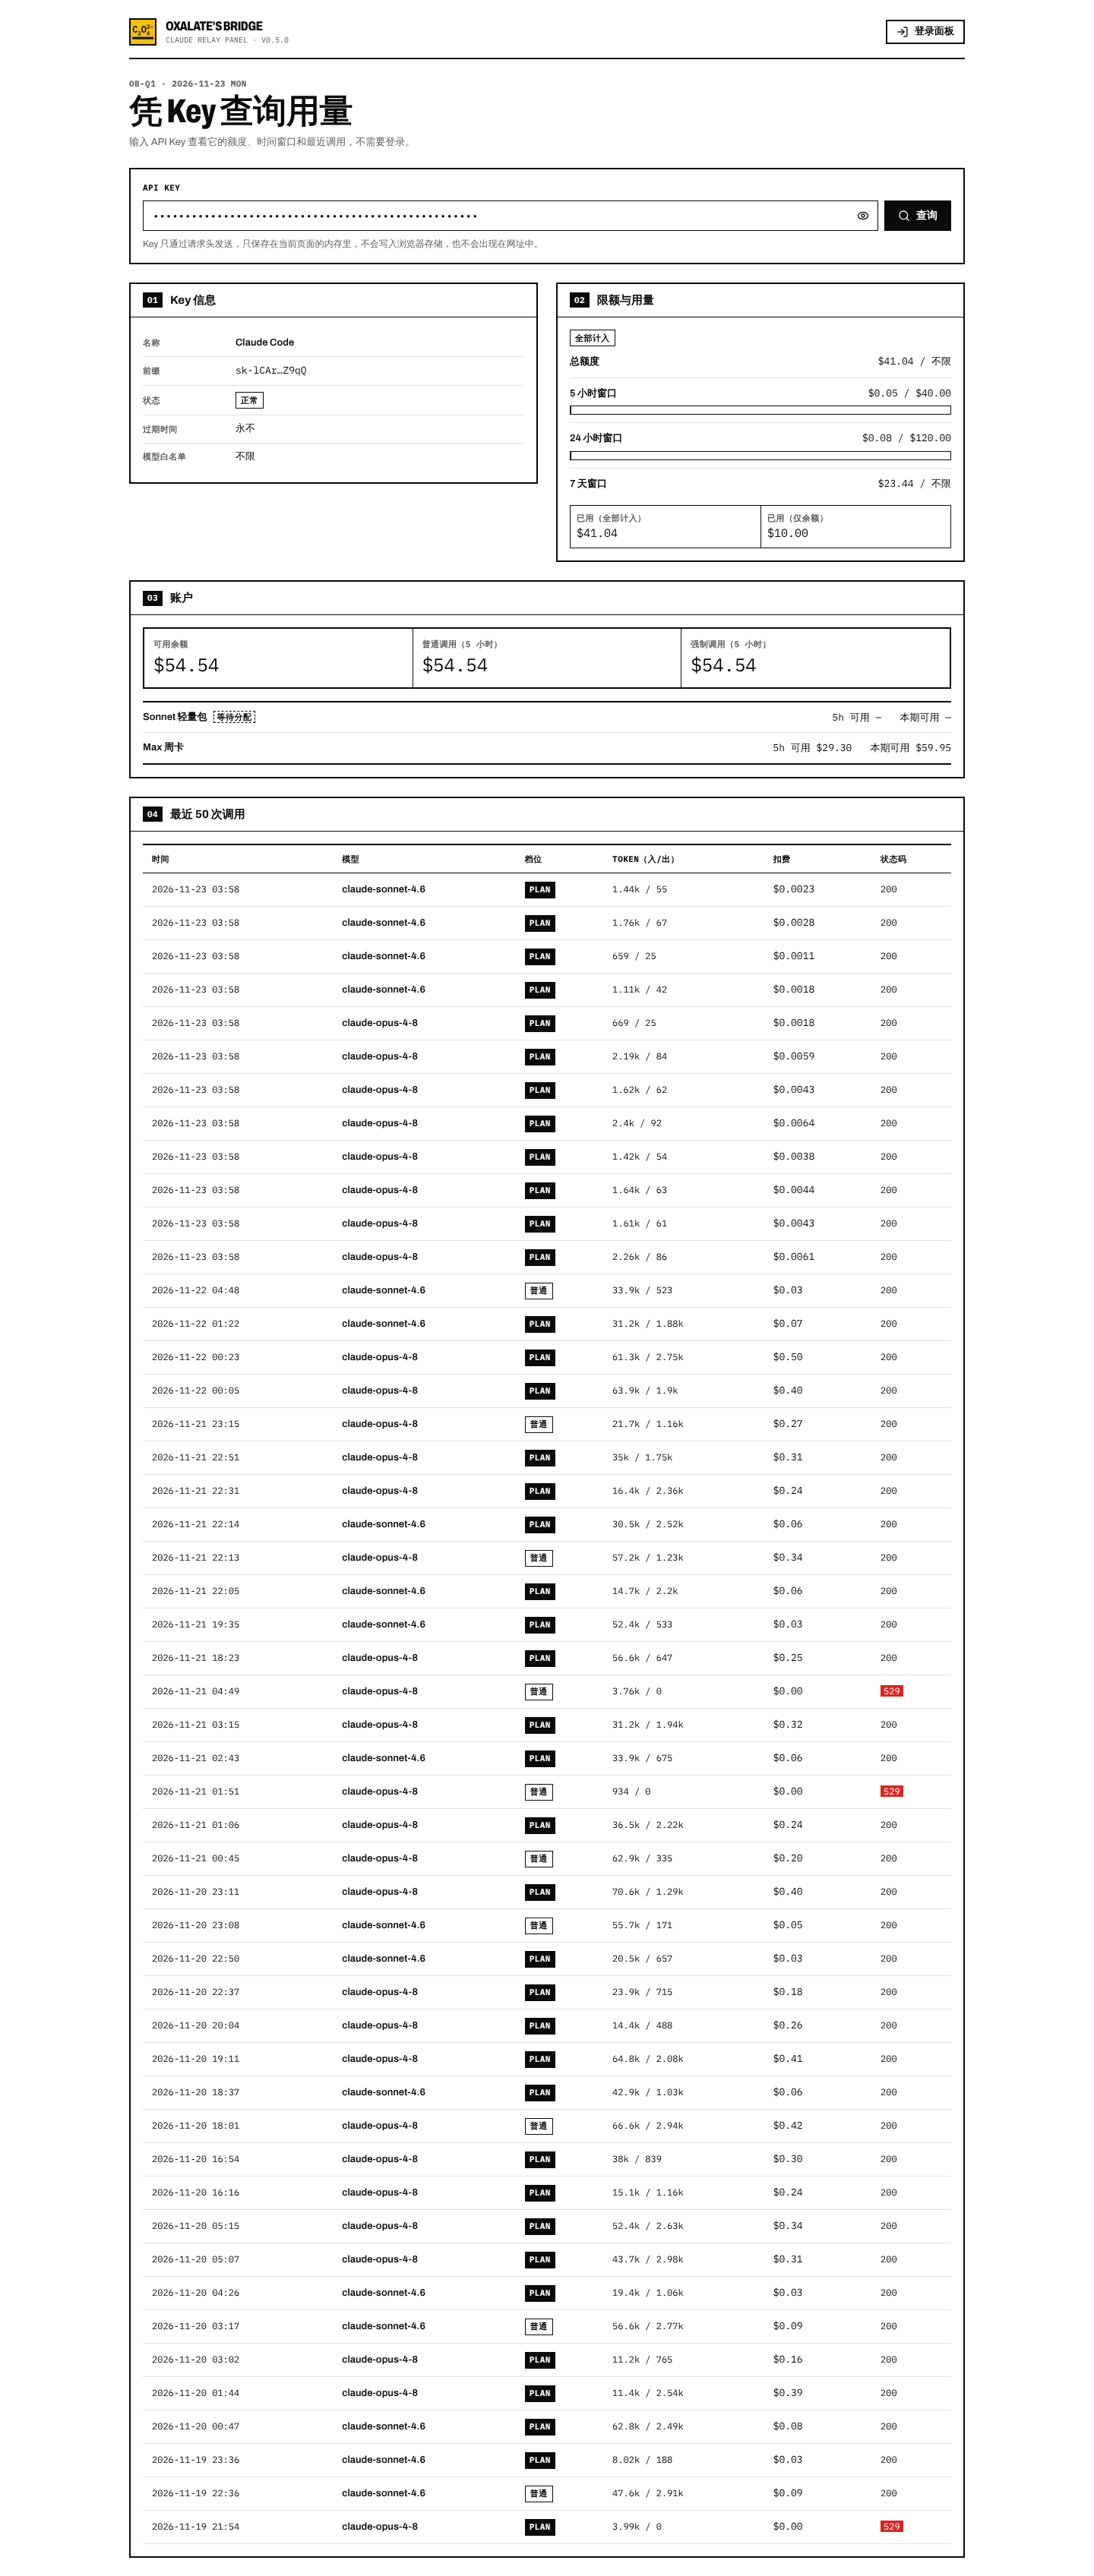 C₂O₄²⁻
OXALATE'S BRIDGE
CLAUDE RELAY PANEL · V0.5.0
登录面板
OB-Q1 · 2026-11-23 MON
凭 Key 查询用量
输入 API Key 查看它的额度、时间窗口和最近调用，不需要登录。
API KEY
查询
Key 只通过请求头发送，只保存在当前页面的内存里，不会写入浏览器存储，也不会出现在网址中。
01 Key 信息
名称 Claude Code
前缀 sk-lCAr…Z9qQ
状态 正常
过期时间 永不
模型白名单 不限
02 限额与用量
全部计入
总额度 $41.04 / 不限
5 小时窗口 $0.05 / $40.00
24 小时窗口 $0.08 / $120.00
7 天窗口 $23.44 / 不限
已用（全部计入） 已用（仅余额）
$41.04 $10.00
03 账户
可用余额 普通调用（5 小时） 强制调用（5 小时）
$54.54 $54.54 $54.54
Sonnet 轻量包 等待分配 5h 可用 — 本期可用 —
Max 周卡 5h 可用 $29.30 本期可用 $59.95
04 最近 50 次调用
时间 模型 档位 TOKEN（入/出） 扣费 状态码
2026-11-23 03:58 claude-sonnet-4.6 PLAN 1.44k / 55 $0.0023 200
2026-11-23 03:58 claude-sonnet-4.6 PLAN 1.76k / 67 $0.0028 200
2026-11-23 03:58 claude-sonnet-4.6 PLAN 659 / 25 $0.0011 200
2026-11-23 03:58 claude-sonnet-4.6 PLAN 1.11k / 42 $0.0018 200
2026-11-23 03:58 claude-opus-4-8 PLAN 669 / 25 $0.0018 200
2026-11-23 03:58 claude-opus-4-8 PLAN 2.19k / 84 $0.0059 200
2026-11-23 03:58 claude-opus-4-8 PLAN 1.62k / 62 $0.0043 200
2026-11-23 03:58 claude-opus-4-8 PLAN 2.4k / 92 $0.0064 200
2026-11-23 03:58 claude-opus-4-8 PLAN 1.42k / 54 $0.0038 200
2026-11-23 03:58 claude-opus-4-8 PLAN 1.64k / 63 $0.0044 200
2026-11-23 03:58 claude-opus-4-8 PLAN 1.61k / 61 $0.0043 200
2026-11-23 03:58 claude-opus-4-8 PLAN 2.26k / 86 $0.0061 200
2026-11-22 04:48 claude-sonnet-4.6 普通 33.9k / 523 $0.03 200
2026-11-22 01:22 claude-sonnet-4.6 PLAN 31.2k / 1.88k $0.07 200
2026-11-22 00:23 claude-opus-4-8 PLAN 61.3k / 2.75k $0.50 200
2026-11-22 00:05 claude-opus-4-8 PLAN 63.9k / 1.9k $0.40 200
2026-11-21 23:15 claude-opus-4-8 普通 21.7k / 1.16k $0.27 200
2026-11-21 22:51 claude-opus-4-8 PLAN 35k / 1.75k $0.31 200
2026-11-21 22:31 claude-opus-4-8 PLAN 16.4k / 2.36k $0.24 200
2026-11-21 22:14 claude-sonnet-4.6 PLAN 30.5k / 2.52k $0.06 200
2026-11-21 22:13 claude-opus-4-8 普通 57.2k / 1.23k $0.34 200
2026-11-21 22:05 claude-sonnet-4.6 PLAN 14.7k / 2.2k $0.06 200
2026-11-21 19:35 claude-sonnet-4.6 PLAN 52.4k / 533 $0.03 200
2026-11-21 18:23 claude-opus-4-8 PLAN 56.6k / 647 $0.25 200
2026-11-21 04:49 claude-opus-4-8 普通 3.76k / 0 $0.00 529
2026-11-21 03:15 claude-opus-4-8 PLAN 31.2k / 1.94k $0.32 200
2026-11-21 02:43 claude-sonnet-4.6 PLAN 33.9k / 675 $0.06 200
2026-11-21 01:51 claude-opus-4-8 普通 934 / 0 $0.00 529
2026-11-21 01:06 claude-opus-4-8 PLAN 36.5k / 2.22k $0.24 200
2026-11-21 00:45 claude-opus-4-8 普通 62.9k / 335 $0.20 200
2026-11-20 23:11 claude-opus-4-8 PLAN 70.6k / 1.29k $0.40 200
2026-11-20 23:08 claude-sonnet-4.6 普通 55.7k / 171 $0.05 200
2026-11-20 22:50 claude-sonnet-4.6 PLAN 20.5k / 657 $0.03 200
2026-11-20 22:37 claude-opus-4-8 PLAN 23.9k / 715 $0.18 200
2026-11-20 20:04 claude-opus-4-8 PLAN 14.4k / 488 $0.26 200
2026-11-20 19:11 claude-opus-4-8 PLAN 64.8k / 2.08k $0.41 200
2026-11-20 18:37 claude-sonnet-4.6 PLAN 42.9k / 1.03k $0.06 200
2026-11-20 18:01 claude-opus-4-8 普通 66.6k / 2.94k $0.42 200
2026-11-20 16:54 claude-opus-4-8 PLAN 38k / 839 $0.30 200
2026-11-20 16:16 claude-opus-4-8 PLAN 15.1k / 1.16k $0.24 200
2026-11-20 05:15 claude-opus-4-8 PLAN 52.4k / 2.63k $0.34 200
2026-11-20 05:07 claude-opus-4-8 PLAN 43.7k / 2.98k $0.31 200
2026-11-20 04:26 claude-sonnet-4.6 PLAN 19.4k / 1.06k $0.03 200
2026-11-20 03:17 claude-sonnet-4.6 普通 56.6k / 2.77k $0.09 200
2026-11-20 03:02 claude-opus-4-8 PLAN 11.2k / 765 $0.16 200
2026-11-20 01:44 claude-opus-4-8 PLAN 11.4k / 2.54k $0.39 200
2026-11-20 00:47 claude-sonnet-4.6 PLAN 62.8k / 2.49k $0.08 200
2026-11-19 23:36 claude-sonnet-4.6 PLAN 8.02k / 188 $0.03 200
2026-11-19 22:36 claude-sonnet-4.6 普通 47.6k / 2.91k $0.09 200
2026-11-19 21:54 claude-opus-4-8 PLAN 3.99k / 0 $0.00 529